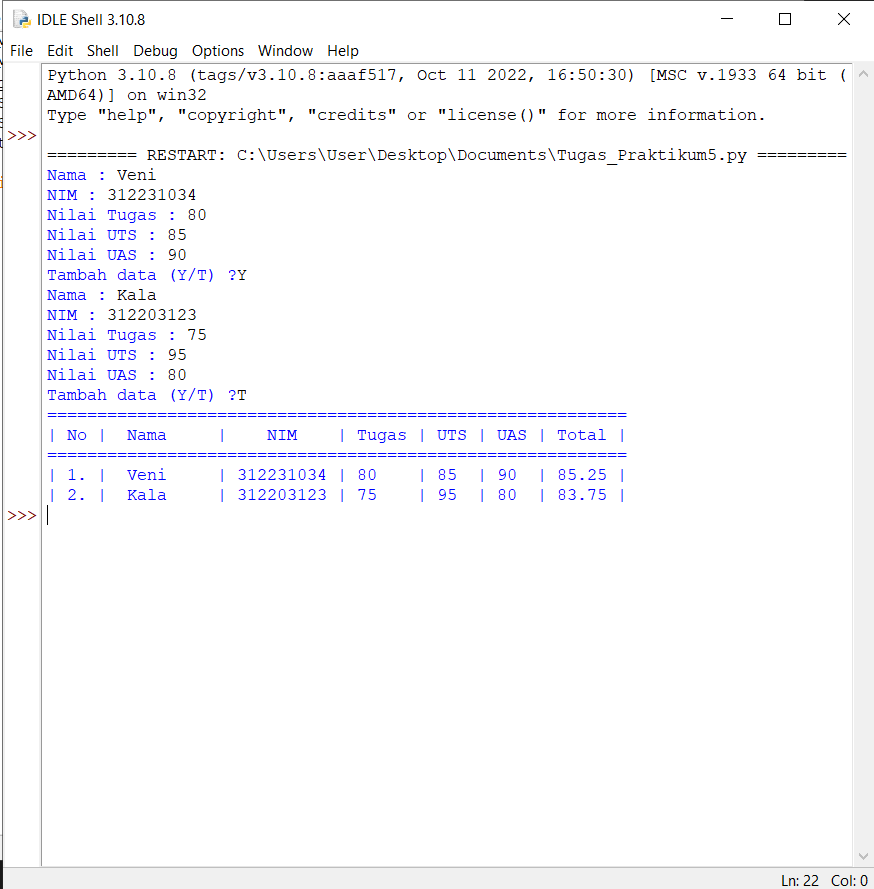 IDLE Shell 3.10.8
File Edit Shell Debug Options Window Help
Python 3.10.8 (tags/v3.10.8:aaaf517, Oct 11 2022, 16:50:30) [MSC v.1933 64 bit (
AMD64)] on win32
Type "help", "copyright", "credits" or "license()" for more information.
>>>
========= RESTART: C:\Users\User\Desktop\Documents\Tugas_Praktikum5.py =========
Nama : Veni
NIM : 312231034
Nilai Tugas : 80
Nilai UTS : 85
Nilai UAS : 90
Tambah data (Y/T) ?Y
Nama : Kala
NIM : 312203123
Nilai Tugas : 75
Nilai UTS : 95
Nilai UAS : 80
Tambah data (Y/T) ?T
==========================================================
| No |  Nama     |    NIM    | Tugas | UTS | UAS | Total |
==========================================================
| 1. |  Veni     | 312231034 | 80    | 85  | 90  | 85.25 |
| 2. |  Kala     | 312203123 | 75    | 95  | 80  | 83.75 |
>>>
Ln: 22 Col: 0